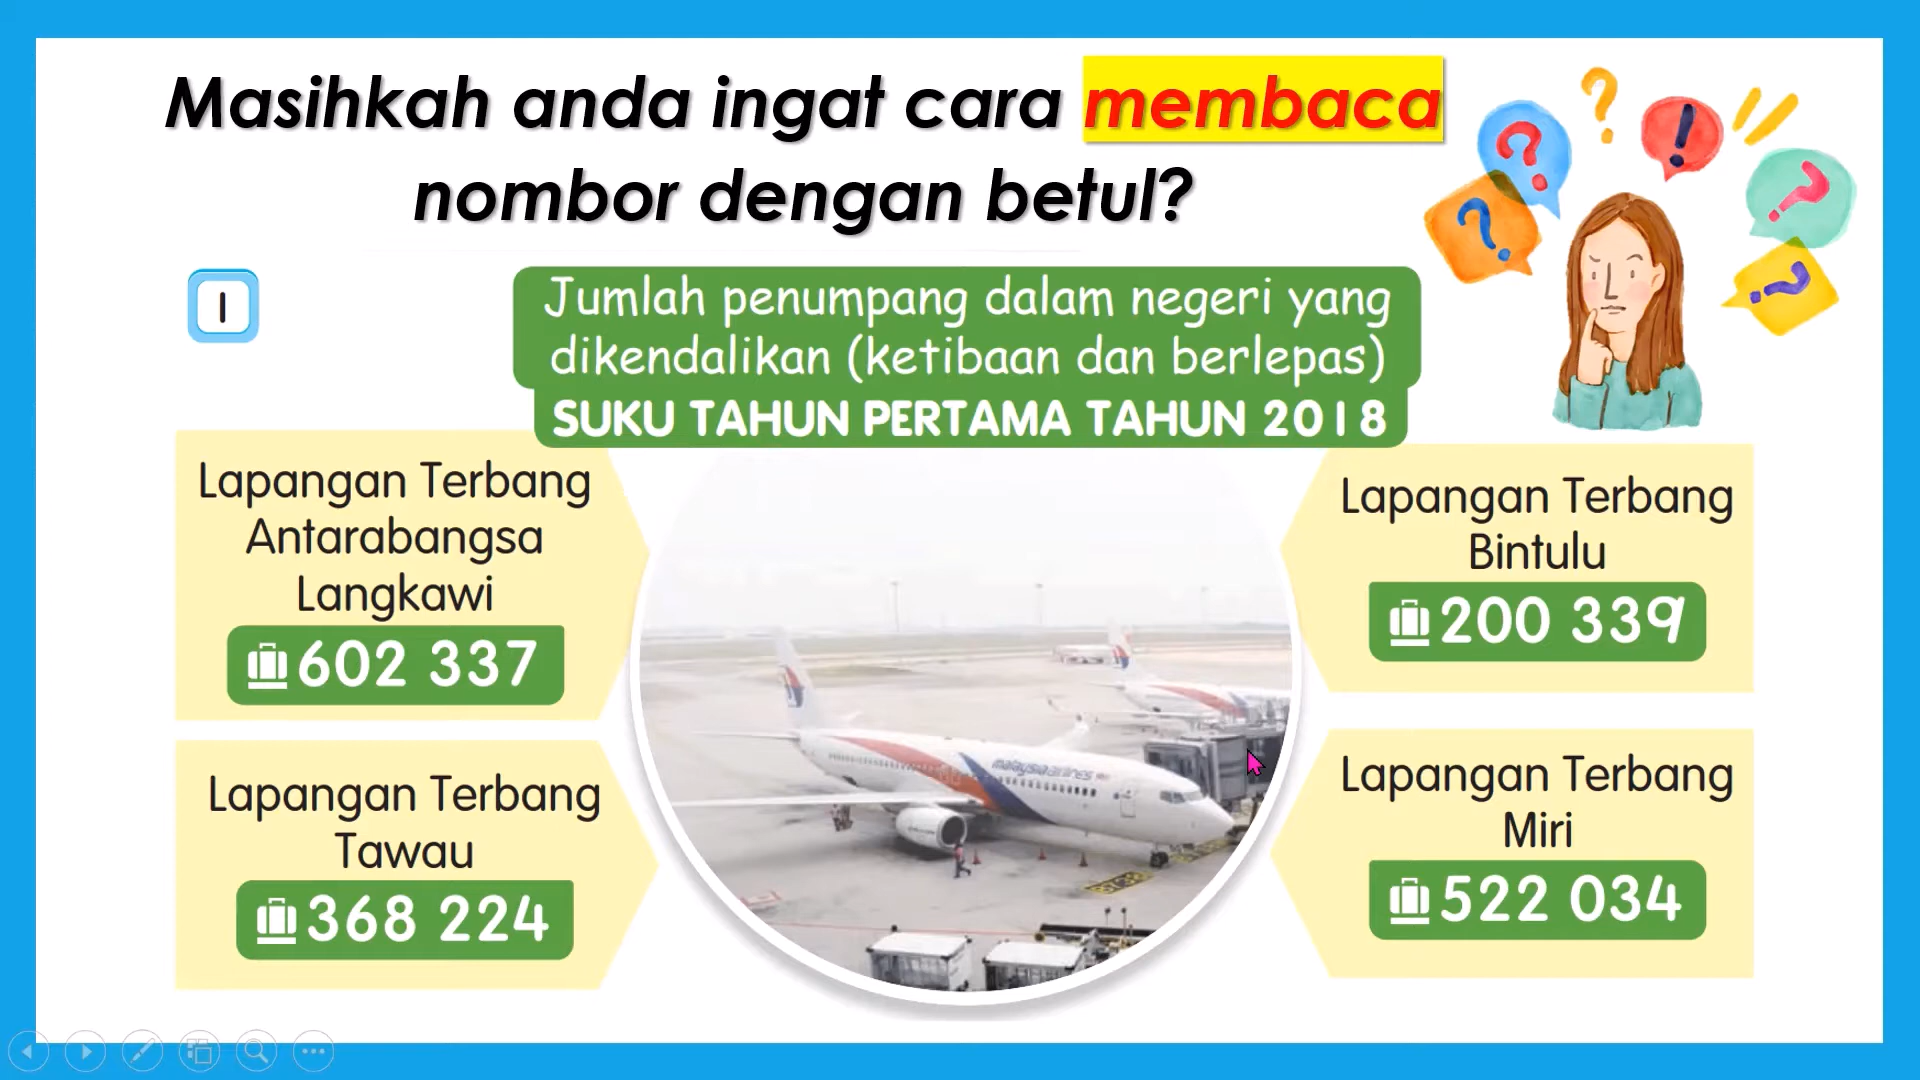 Masihkah anda ingat cara membaca
nombor dengan betul?
1
Jumlah penumpang dalam negeri yang
dikendalikan (ketibaan dan berlepas)
SUKU TAHUN PERTAMA TAHUN 2018
Lapangan Terbang
Antarabangsa
Langkawi
602 337
Lapangan Terbang
Tawau
368 224
malaysia airlines
Lapangan Terbang
Bintulu
200 339
Lapangan Terbang
Miri
522 034